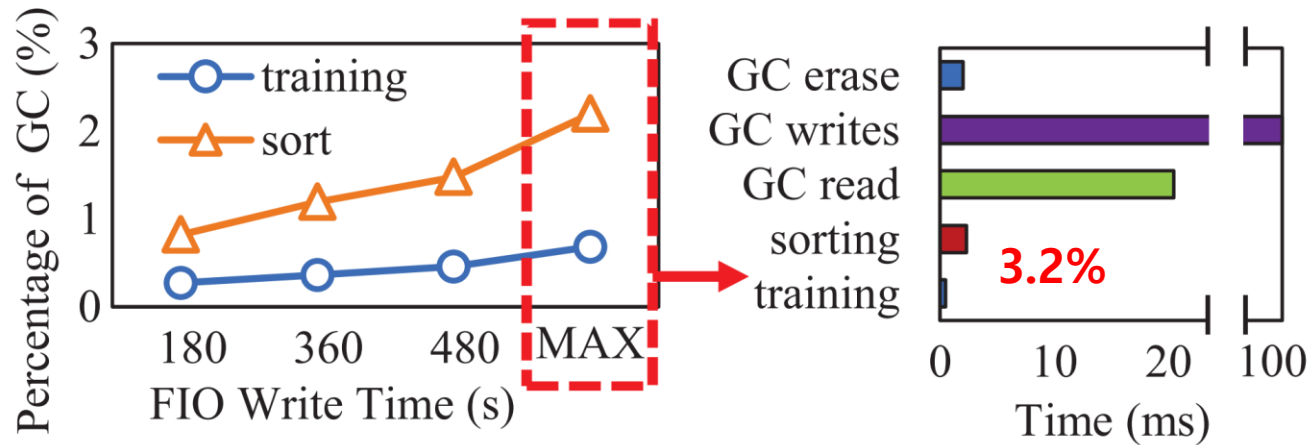 Percentage of GC (%)
3
2
1
0
training
sort
180
360
480
MAX
FIO Write Time (s)
GC erase
GC writes
GC read
sorting
training
3.2%
0
10
20
100
Time (ms)